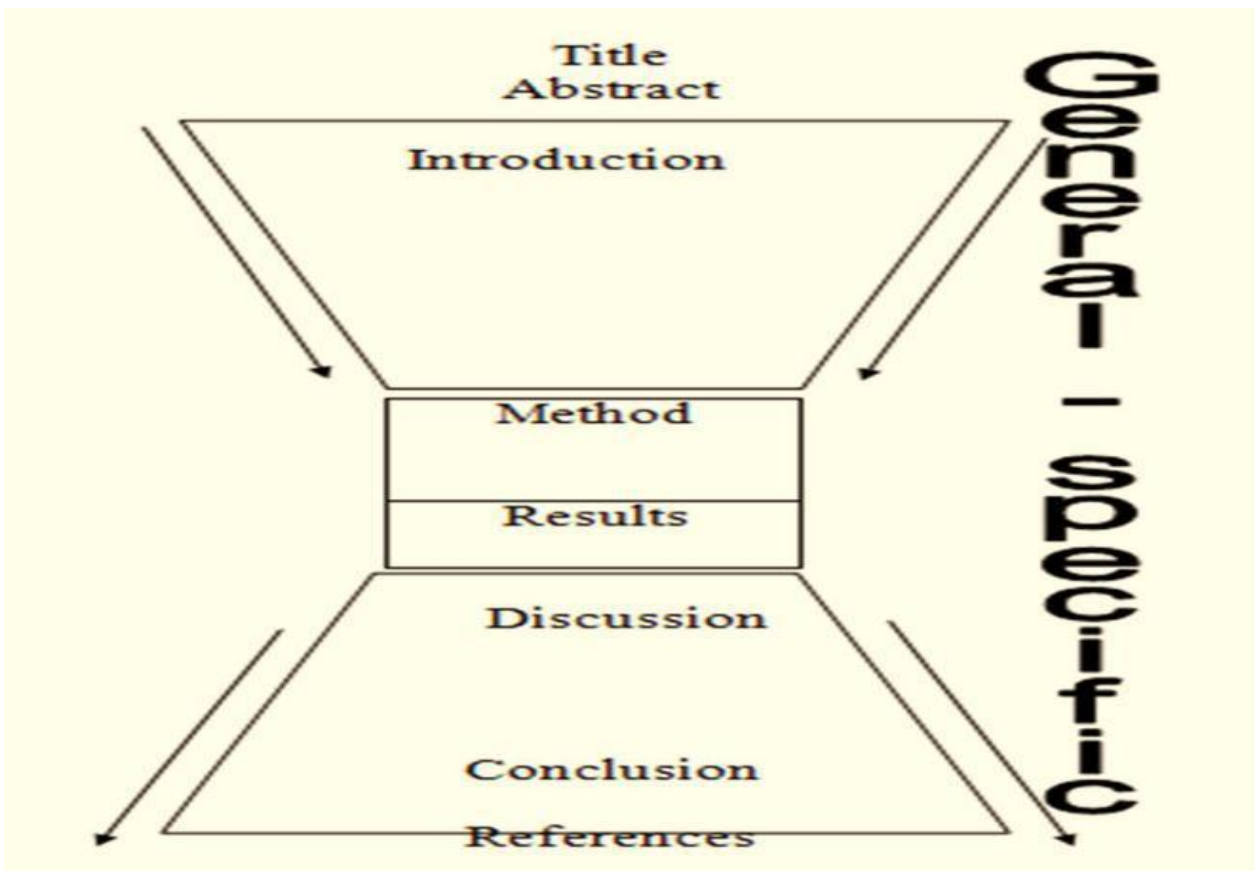 Title
Abstract
Introduction
Method
Results
Discussion
Conclusion
References
General - specific